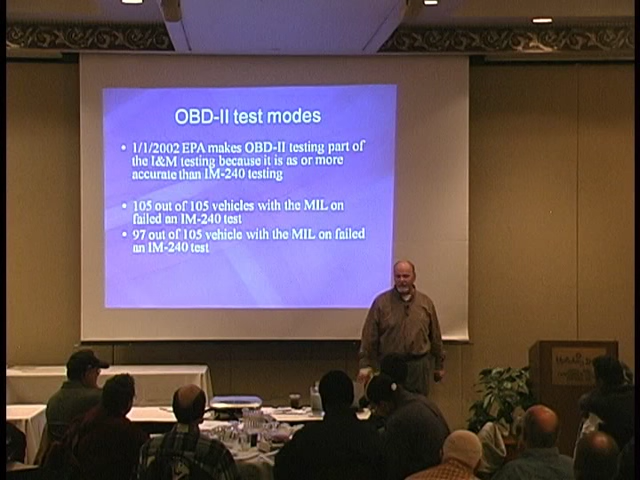 OBD-II test modes
• 1/1/2002 EPA makes OBD-II testing part of
the I&M testing because it is as or more
accurate than IM-240 testing
• 105 out of 105 vehicles with the MIL on
failed an IM-240 test
• 97 out of 105 vehicle with the MIL on failed
an IM-240 test